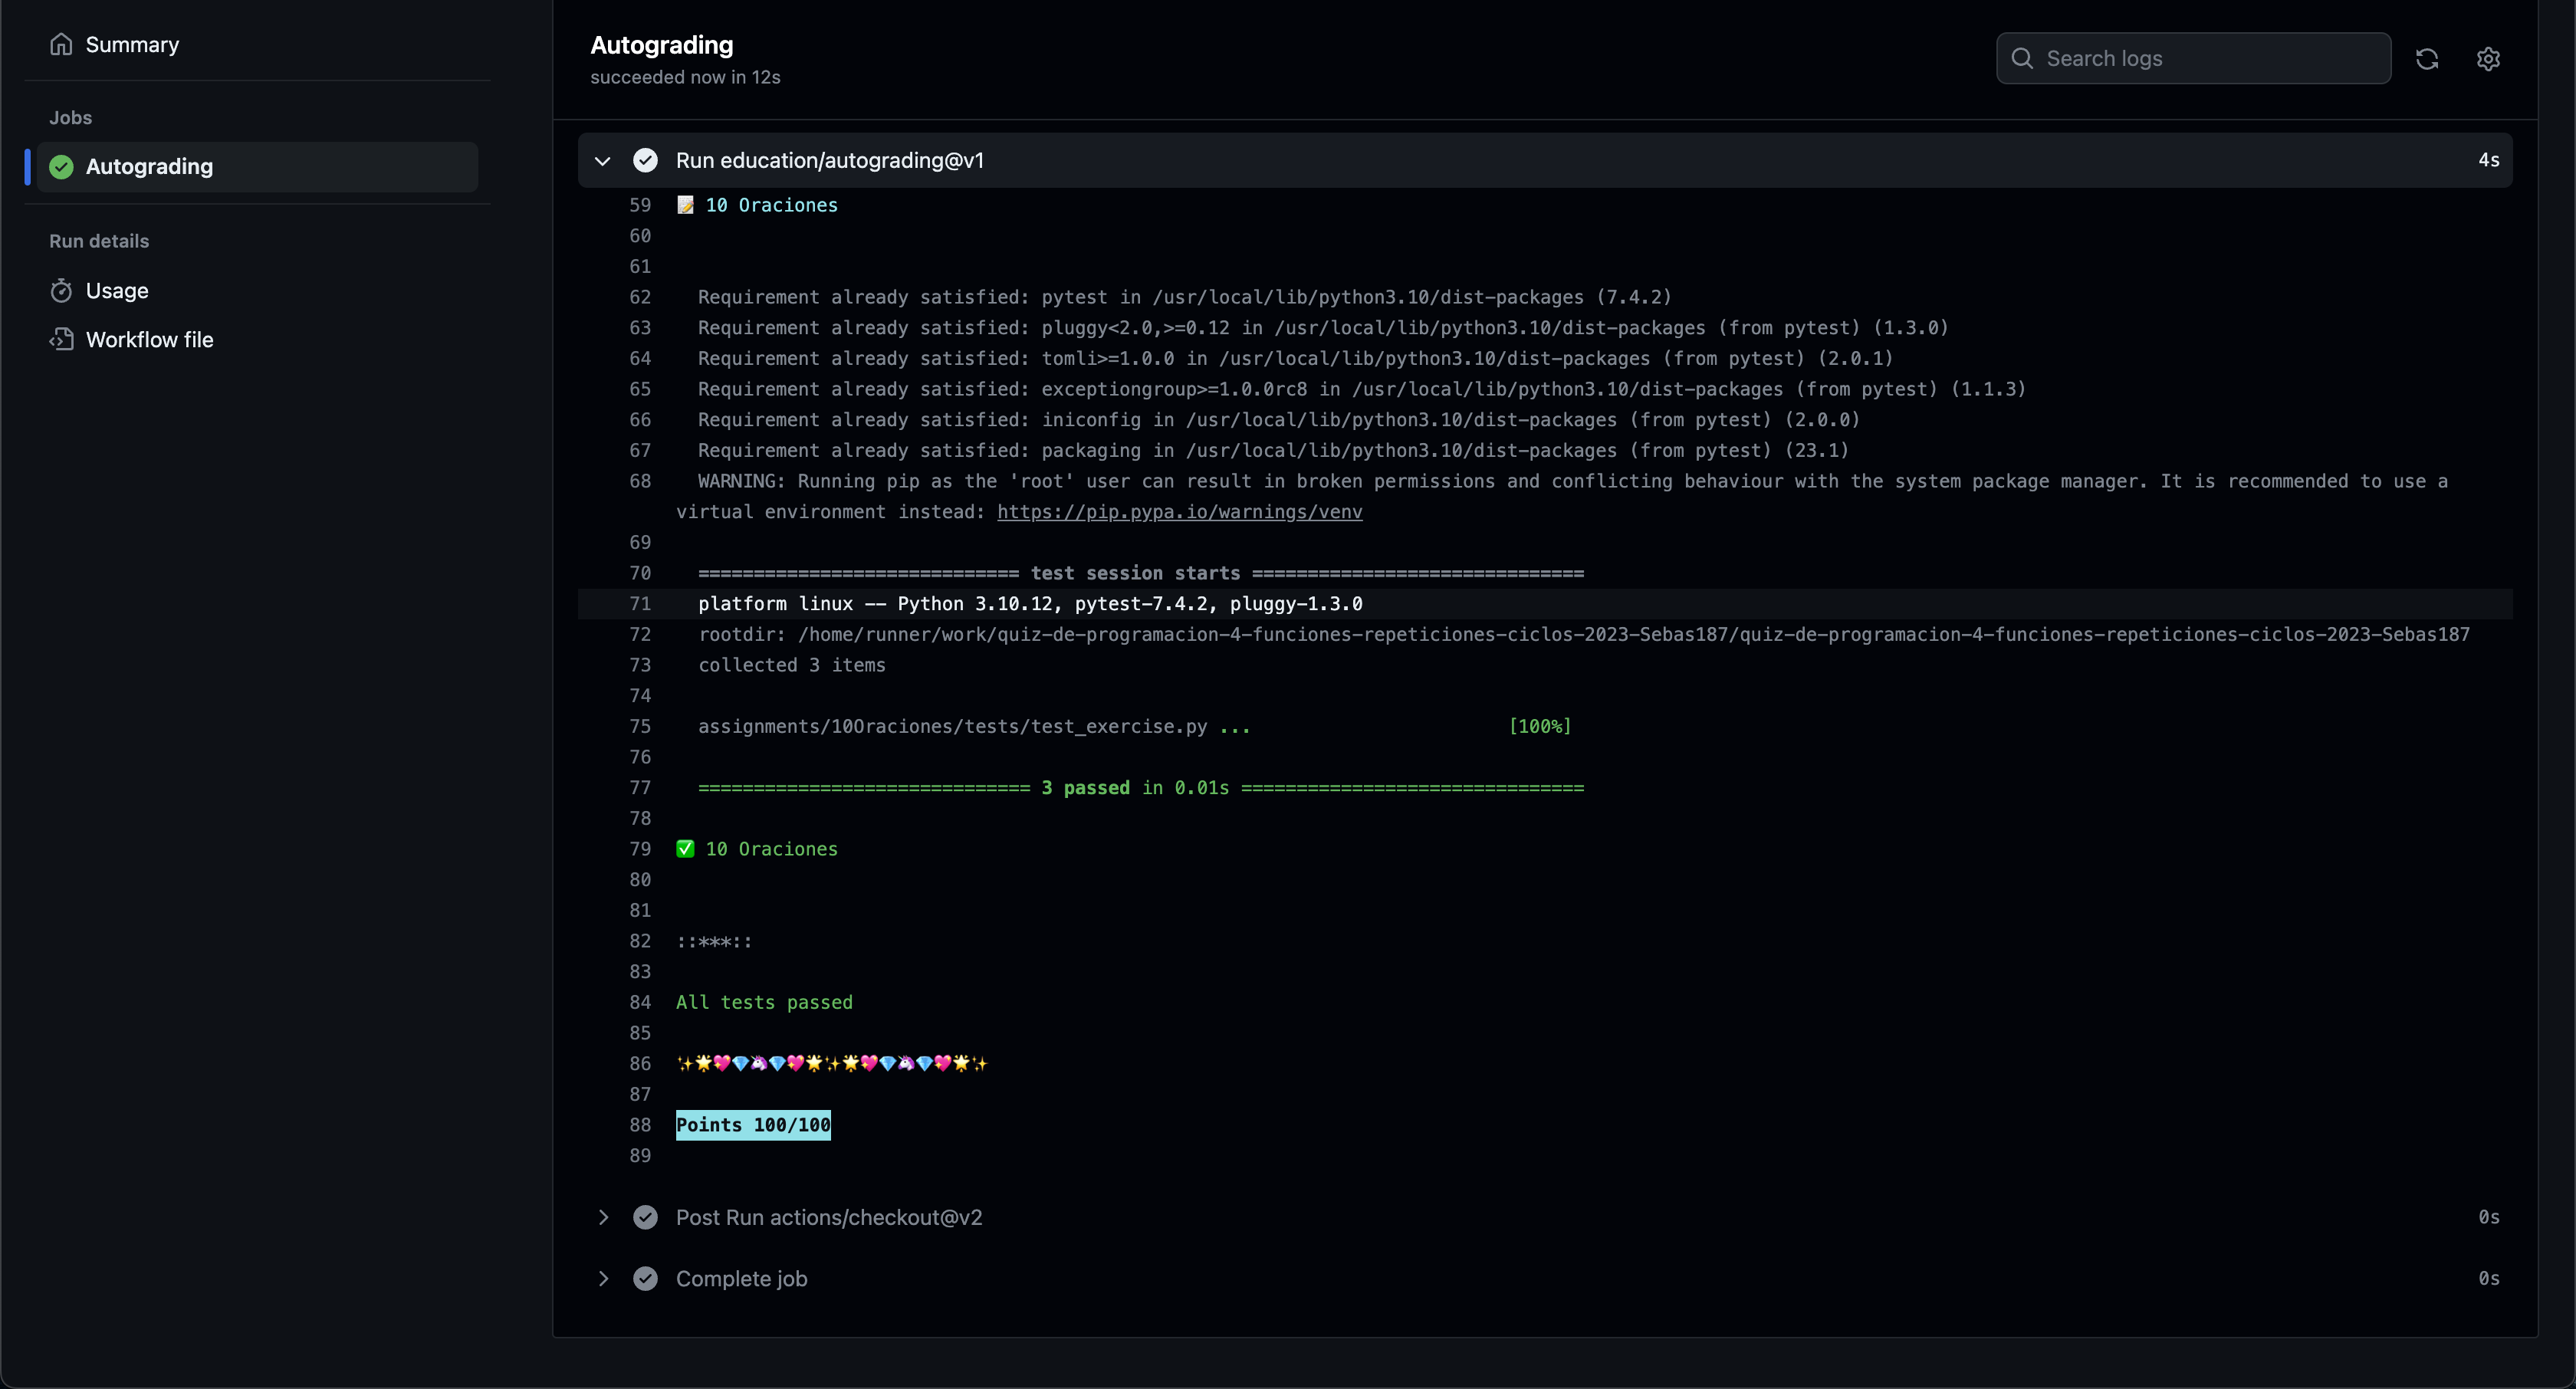 Summary
Jobs
Autograding
Run details
Usage
Workflow file
Autograding
succeeded now in 12s
Search logs
Run education/autograding@v1 4s
59 📝 10 Oraciones
60
61
62 Requirement already satisfied: pytest in /usr/local/lib/python3.10/dist-packages (7.4.2)
63 Requirement already satisfied: pluggy<2.0,>=0.12 in /usr/local/lib/python3.10/dist-packages (from pytest) (1.3.0)
64 Requirement already satisfied: tomli>=1.0.0 in /usr/local/lib/python3.10/dist-packages (from pytest) (2.0.1)
65 Requirement already satisfied: exceptiongroup>=1.0.0rc8 in /usr/local/lib/python3.10/dist-packages (from pytest) (1.1.3)
66 Requirement already satisfied: iniconfig in /usr/local/lib/python3.10/dist-packages (from pytest) (2.0.0)
67 Requirement already satisfied: packaging in /usr/local/lib/python3.10/dist-packages (from pytest) (23.1)
68 WARNING: Running pip as the 'root' user can result in broken permissions and conflicting behaviour with the system package manager. It is recommended to use a
virtual environment instead: https://pip.pypa.io/warnings/venv
69
70 ============================= test session starts ==============================
71 platform linux -- Python 3.10.12, pytest-7.4.2, pluggy-1.3.0
72 rootdir: /home/runner/work/quiz-de-programacion-4-funciones-repeticiones-ciclos-2023-Sebas187/quiz-de-programacion-4-funciones-repeticiones-ciclos-2023-Sebas187
73 collected 3 items
74
75 assignments/10Oraciones/tests/test_exercise.py ... [100%]
76
77 ============================== 3 passed in 0.01s ===============================
78
79 ✅ 10 Oraciones
80
81
82 ::***::
83
84 All tests passed
85
86 ✨🌟💖💎🦄💎💖🌟✨🌟💖💎🦄💎💖🌟✨
87
88 Points 100/100
89
Post Run actions/checkout@v2 0s
Complete job 0s